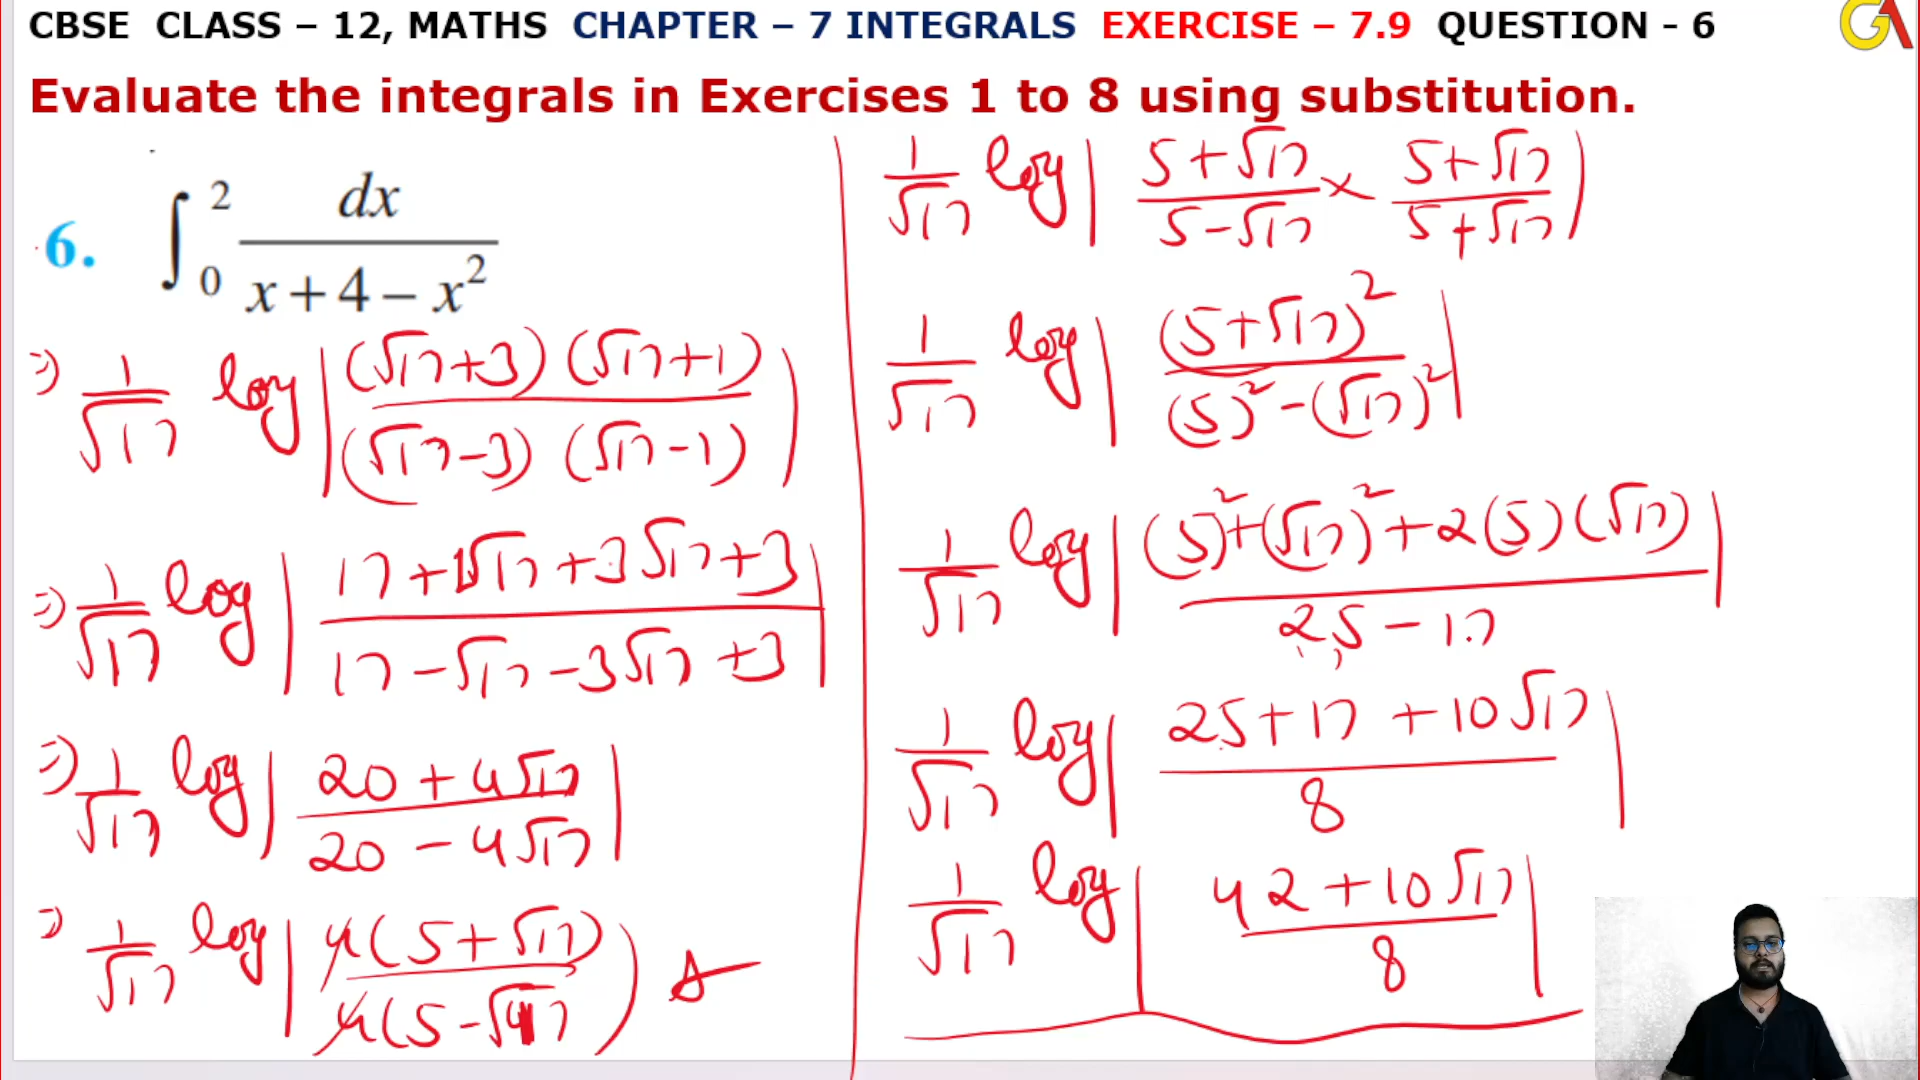 CBSE CLASS – 12, MATHS CHAPTER – 7 INTEGRALS EXERCISE – 7.9 QUESTION - 6
GA
Evaluate the integrals in Exercises 1 to 8 using substitution.
6. ∫₀² dx / (x + 4 – x²)
⇒ 1/√17 log |(√17+3)(√17+1) / (√17-3)(√17-1)|
⇒ 1/√17 log |17+1√17+3√17+3 / 17-√17-3√17+3|
⇒ 1/√17 log |20+4√17 / 20-4√17|
⇒ 1/√17 log |4(5+√17) / 4(5-√17)|
1/√17 log |5+√17 / 5-√17 × 5+√17 / 5+√17|
1/√17 log |(5+√17)² / (5)²-(√17)²|
1/√17 log |(5)²+(√17)²+2(5)(√17) / 25-17|
1/√17 log |25+17+10√17 / 8|
1/√17 log |42+10√17 / 8|